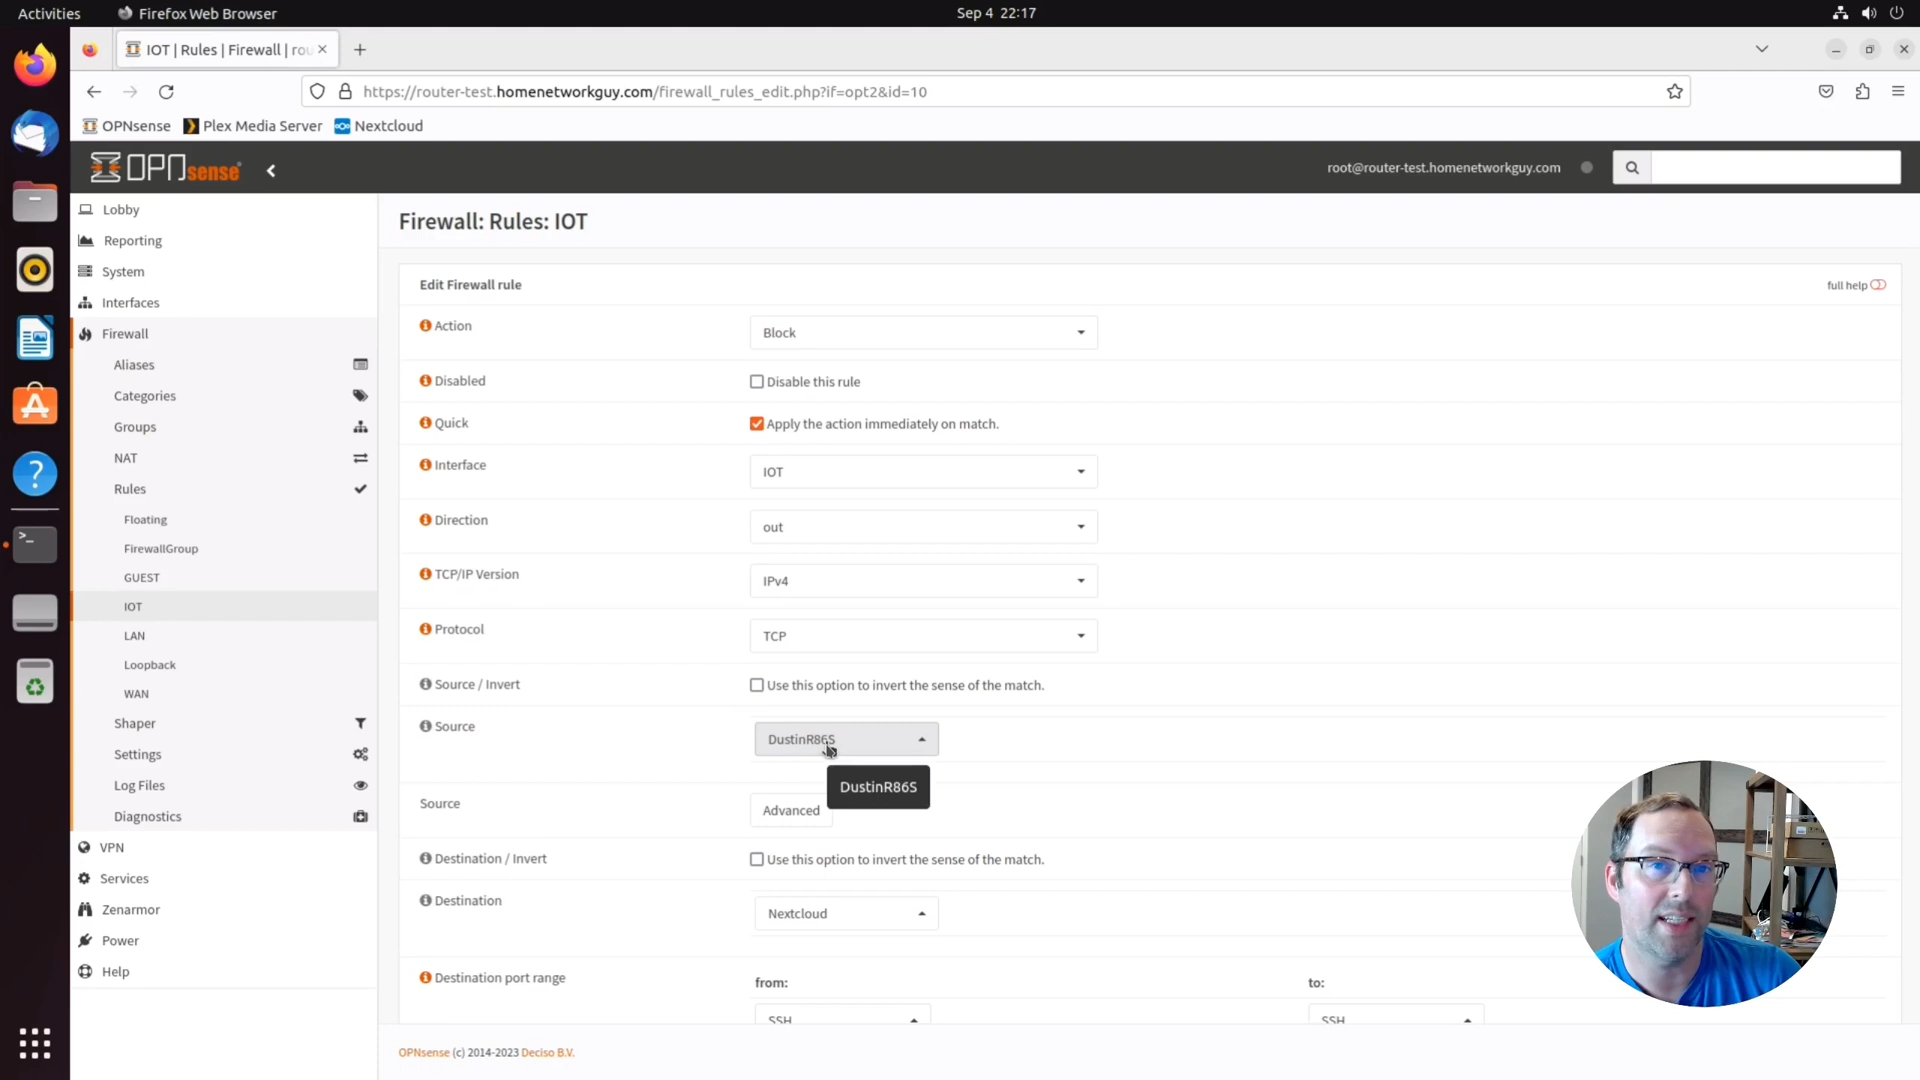 Activities
Firefox Web Browser
Sep 4 22:17
IOT | Rules | Firewall | rou
https://router-test.homenetworkguy.com/firewall_rules_edit.php?if=opt2&id=10
OPNsense
Plex Media Server
Nextcloud
OPNsense
root@router-test.homenetworkguy.com
Lobby
Reporting
System
Interfaces
Firewall
Aliases
Categories
Groups
NAT
Rules
Floating
FirewallGroup
GUEST
IOT
LAN
Loopback
WAN
Shaper
Settings
Log Files
Diagnostics
VPN
Services
Zenarmor
Power
Help
Firewall: Rules: IOT
Edit Firewall rule
full help
Action
Block
Disabled
Disable this rule
Quick
Apply the action immediately on match.
Interface
IOT
Direction
out
TCP/IP Version
IPv4
Protocol
TCP
Source / Invert
Use this option to invert the sense of the match.
Source
DustinR86S
DustinR86S
Source
Advanced
Destination / Invert
Use this option to invert the sense of the match.
Destination
Nextcloud
Destination port range
from:
to:
SSH
SSH
OPNsense (c) 2014-2023 Deciso B.V.